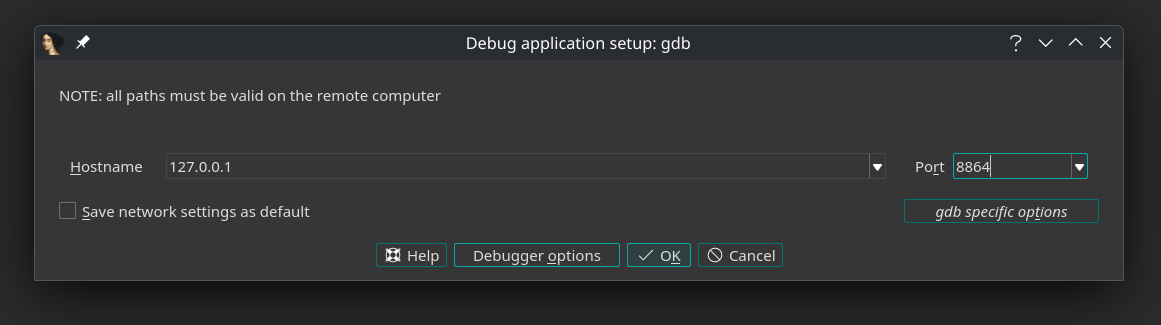 Debug application setup: gdb
NOTE: all paths must be valid on the remote computer
Hostname 127.0.0.1 Port 8864
Save network settings as default gdb specific options
Help Debugger options OK Cancel